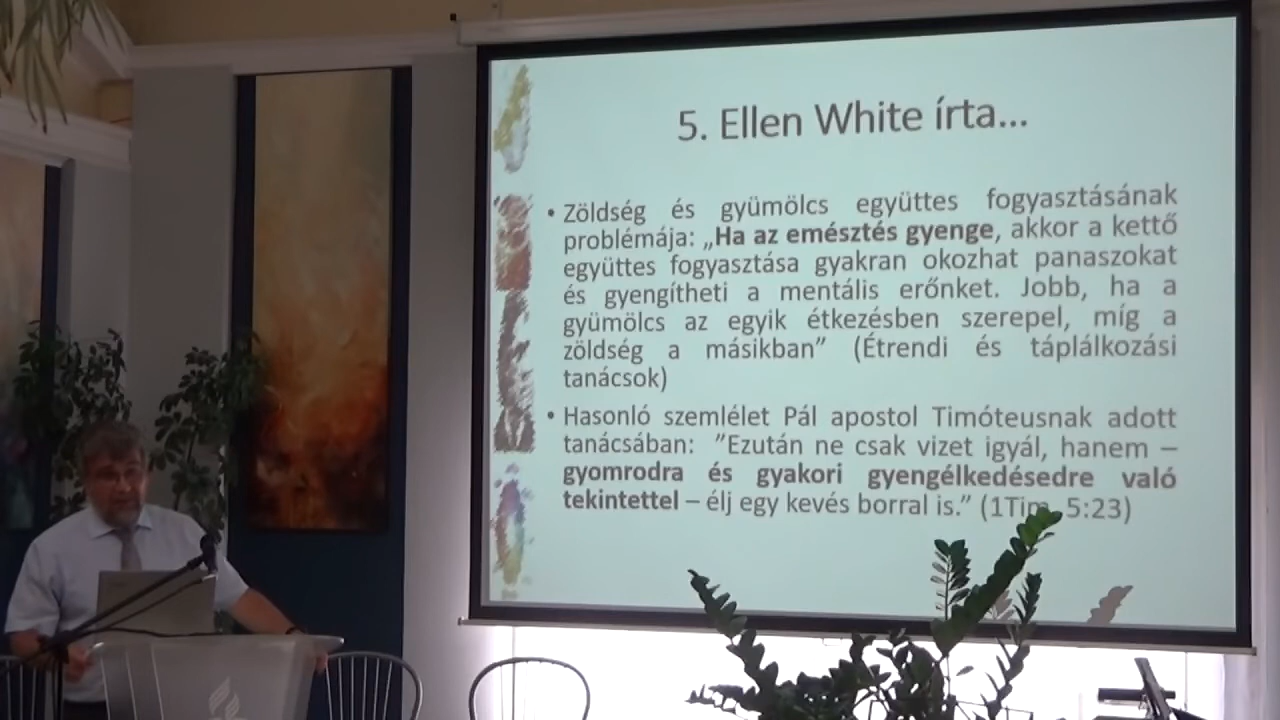 5. Ellen White írta...
• Zöldség és gyümölcs együttes fogyasztásának
problémája: „Ha az emésztés gyenge, akkor a kettő
együttes fogyasztása gyakran okozhat panaszokat
és gyengítheti a mentális erőnket. Jobb, ha a
gyümölcs az egyik étkezésben szerepel, míg a
zöldség a másikban” (Étrendi és táplálkozási
tanácsok)
• Hasonló szemlélet Pál apostol Timóteusnak adott
tanácsában: ”Ezután ne csak vizet igyál, hanem –
gyomrodra és gyakori gyengélkedésedre való
tekintettel – élj egy kevés borral is.” (1Tim. 5:23)